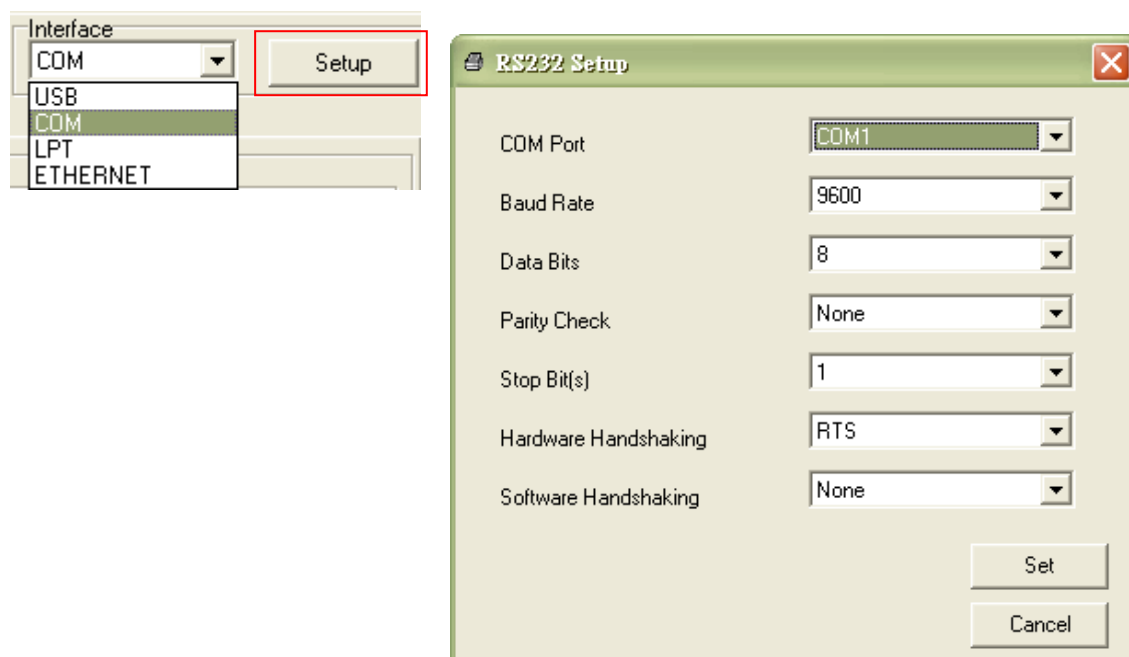 Interface
COM
Setup
USB
COM
LPT
ETHERNET
RS232 Setup
COM Port
COM1
Baud Rate
9600
Data Bits
8
Parity Check
None
Stop Bit(s)
1
Hardware Handshaking
RTS
Software Handshaking
None
Set
Cancel